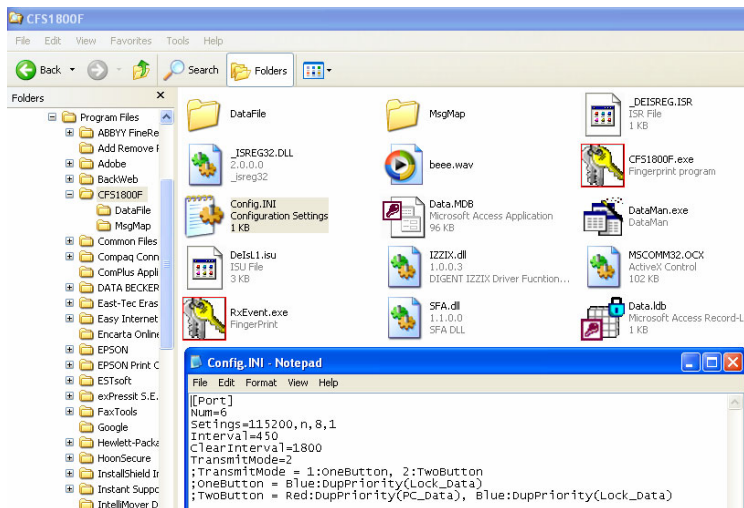 CFS1800F
File Edit View Favorites Tools Help
Back Search Folders
Folders
Program Files
ABBYY FineRe
Add Remove F
Adobe
BackWeb
CFS1800F
DataFile
MsgMap
Common Files
Compaq Conn
ComPlus Appli
DATA BECKER
East-Tec Eras
Easy Internet
Encarta Online
EPSON
EPSON Print C
ESTsoft
exPressit S.E.
FaxTools
Google
Hewlett-Packa
HoonSecure
InstallShield In
Instant Suppo
IntelliMover D
DataFile
MsgMap
_DEISREG.ISR
ISR File
1 KB
_ISREG32.DLL
2.0.0.0
_isreg32
beee.wav
CFS1800F.exe
Fingerprint program
Config.INI
Configuration Settings
1 KB
Data.MDB
Microsoft Access Application
96 KB
DataMan.exe
DataMan
DeIsL1.isu
ISU File
3 KB
IZZIX.dll
1.0.0.3
DIGENT IZZIX Driver Fucntion...
MSCOMM32.OCX
ActiveX Control
102 KB
RxEvent.exe
FingerPrint
SFA.dll
1.1.0.0
SFA DLL
Data.ldb
Microsoft Access Record-L
1 KB
Config.INI - Notepad
File Edit Format View Help
[Port]
Num=6
Setings=115200,n,8,1
Interval=450
ClearInterval=1800
TransmitMode=2
;TransmitMode = 1:OneButton, 2:TwoButton
;OneButton = Blue:DupPriority(Lock_Data)
;TwoButton = Red:DupPriority(PC_Data), Blue:DupPriority(Lock_Data)